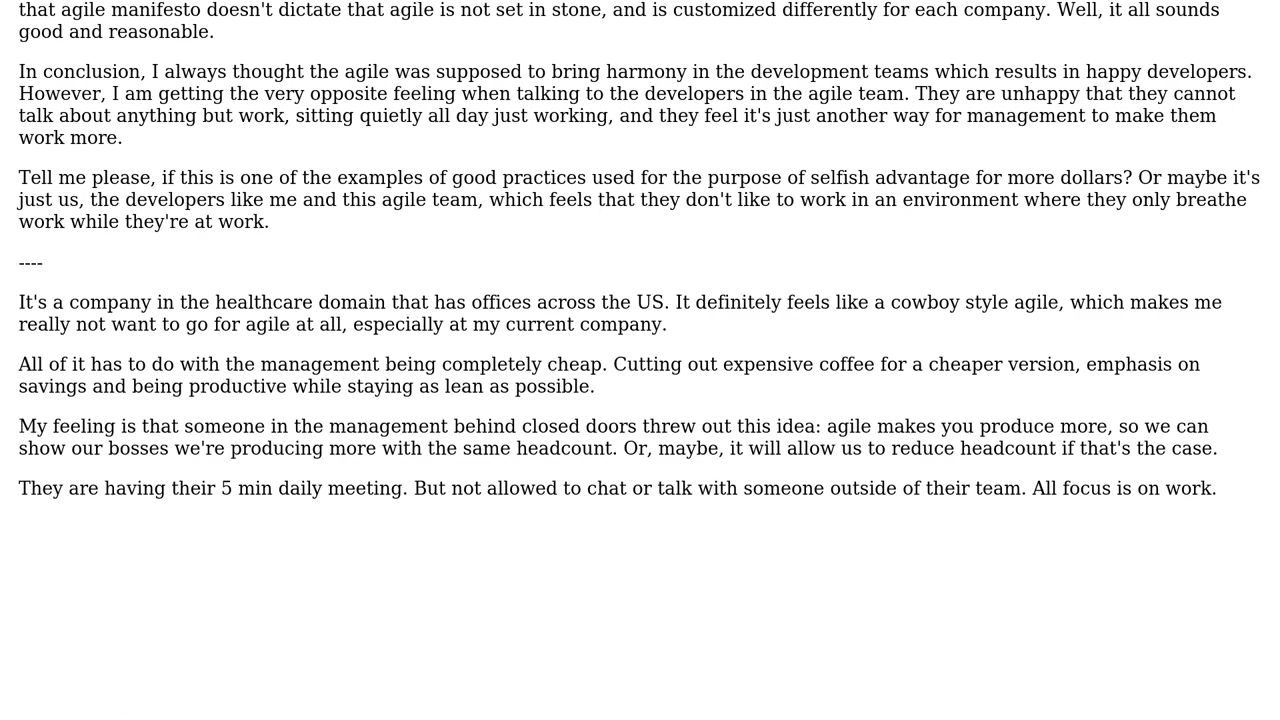 that agile manifesto doesn't dictate that agile is not set in stone, and is customized differently for each company. Well, it all sounds
good and reasonable.
In conclusion, I always thought the agile was supposed to bring harmony in the development teams which results in happy developers.
However, I am getting the very opposite feeling when talking to the developers in the agile team. They are unhappy that they cannot
talk about anything but work, sitting quietly all day just working, and they feel it's just another way for management to make them
work more.
Tell me please, if this is one of the examples of good practices used for the purpose of selfish advantage for more dollars? Or maybe it's
just us, the developers like me and this agile team, which feels that they don't like to work in an environment where they only breathe
work while they're at work.
----
It's a company in the healthcare domain that has offices across the US. It definitely feels like a cowboy style agile, which makes me
really not want to go for agile at all, especially at my current company.
All of it has to do with the management being completely cheap. Cutting out expensive coffee for a cheaper version, emphasis on
savings and being productive while staying as lean as possible.
My feeling is that someone in the management behind closed doors threw out this idea: agile makes you produce more, so we can
show our bosses we're producing more with the same headcount. Or, maybe, it will allow us to reduce headcount if that's the case.
They are having their 5 min daily meeting. But not allowed to chat or talk with someone outside of their team. All focus is on work.